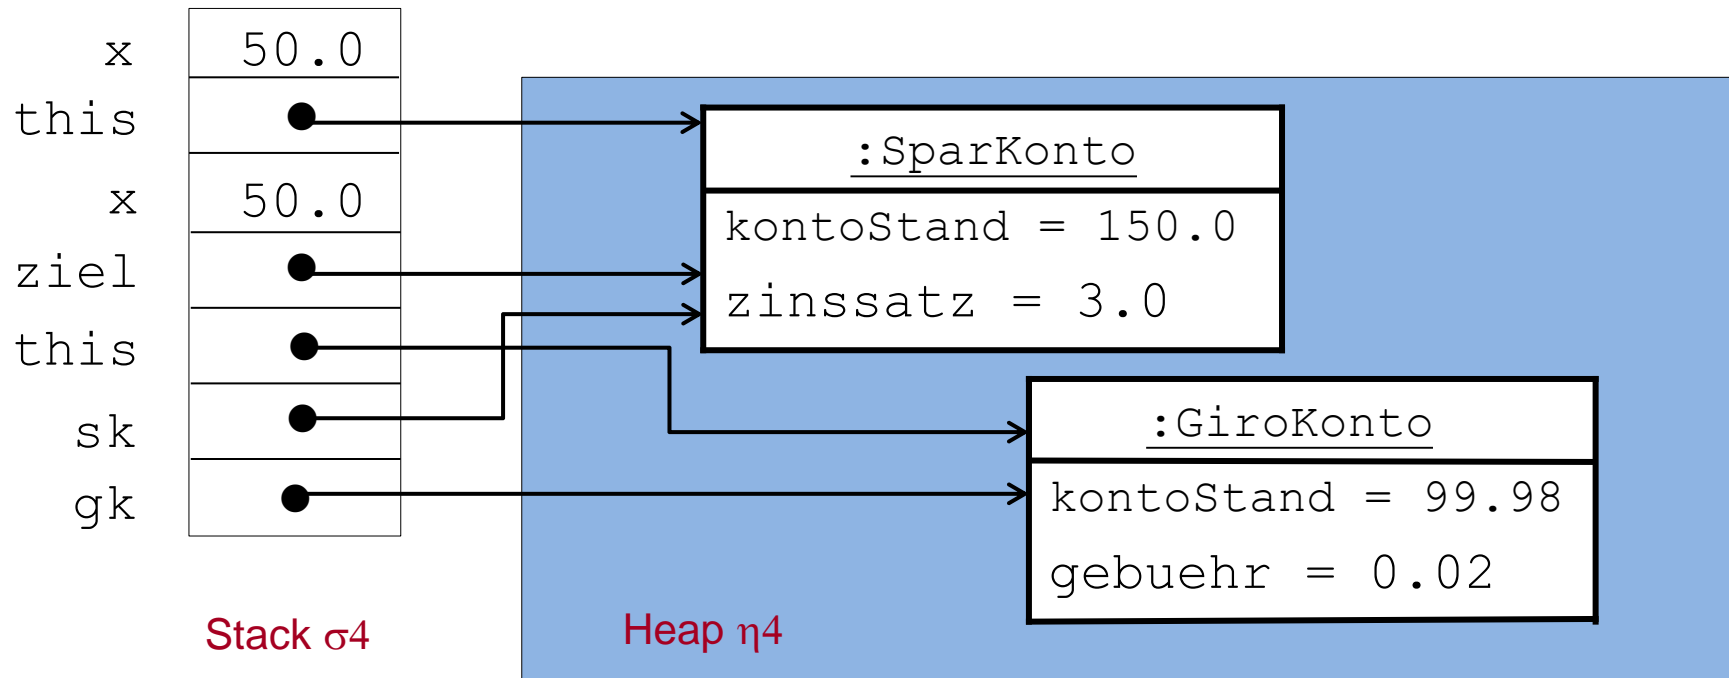 x 50.0
this
x 50.0
ziel
this
sk
gk
Stack σ4
:SparKonto
kontoStand = 150.0
zinssatz = 3.0
:GiroKonto
kontoStand = 99.98
gebuehr = 0.02
Heap η4